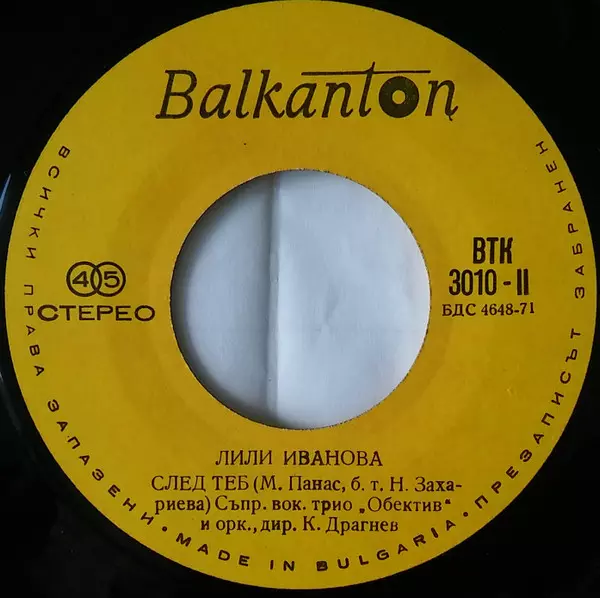 Balkanton
45
СТЕРЕО
ВТК
3010 - II
БДС 4648-71
ЛИЛИ ИВАНОВА
СЛЕД ТЕБ (М. Панас, б. т. Н. Заха-
риева) Съпр. вок. трио „Обектив“
и орк., дир. К. Драгнев
ВСИЧКИ ПРАВА ЗАПАЗЕНИ • MADE IN BULGARIA • ПРЕЗАПИСЪТ ЗАБРАНЕН